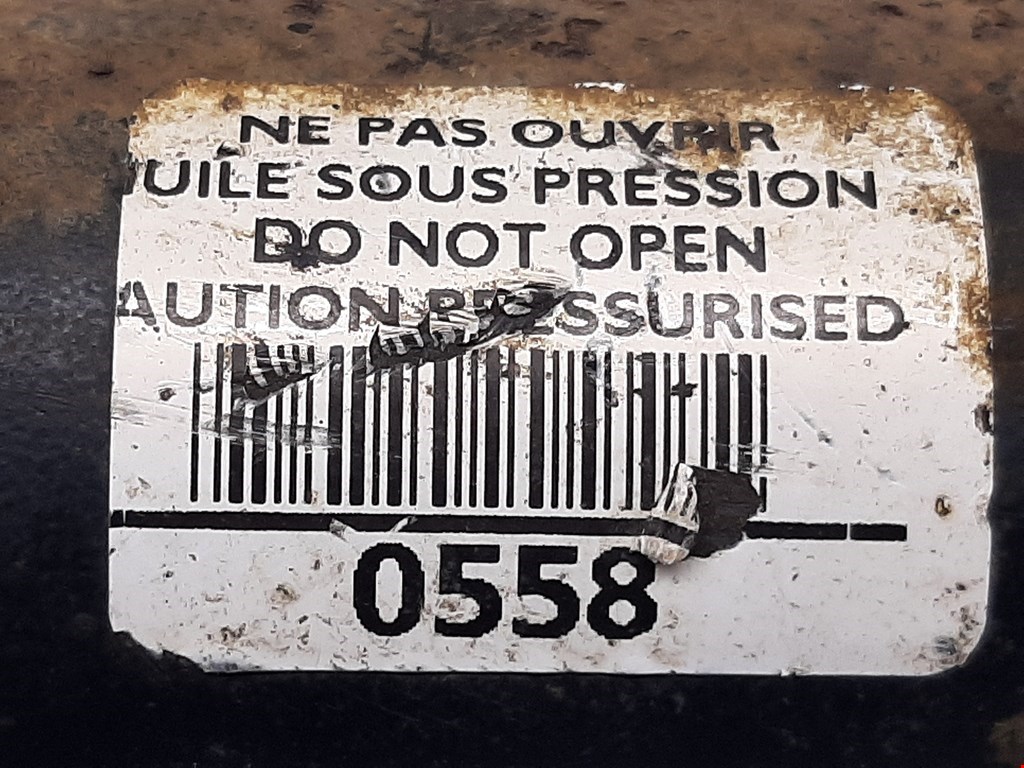 NE PAS OUVRIR
UILE SOUS PRESSION
DO NOT OPEN
AUTION PRESSURISED
0558